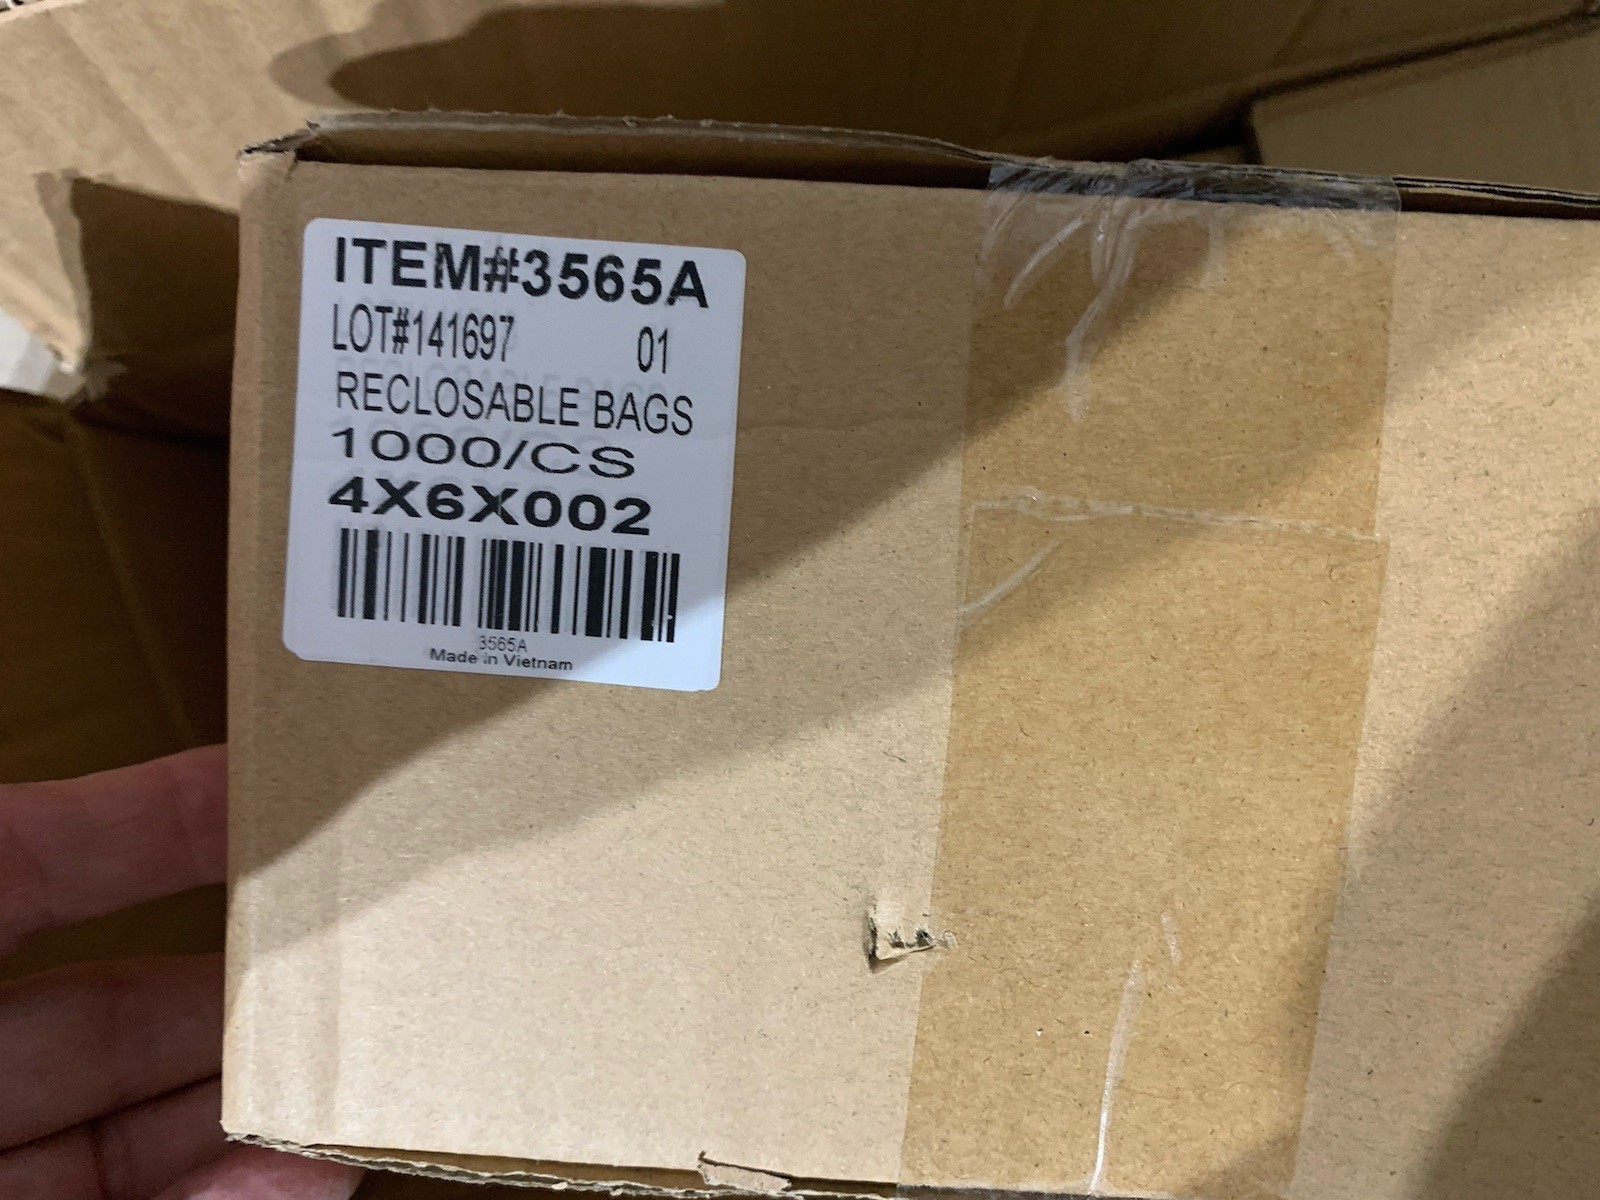 ITEM#3565A
LOT#141697 01
RECLOSABLE BAGS
1000/CS
4X6X002
3565A
Made in Vietnam